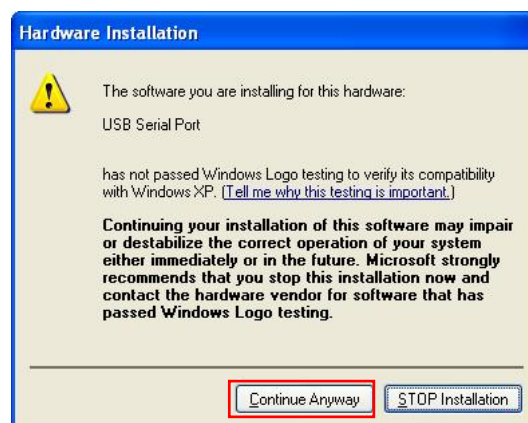 Hardware Installation
The software you are installing for this hardware:
USB Serial Port
has not passed Windows Logo testing to verify its compatibility
with Windows XP. (Tell me why this testing is important.)
Continuing your installation of this software may impair
or destabilize the correct operation of your system
either immediately or in the future. Microsoft strongly
recommends that you stop this installation now and
contact the hardware vendor for software that has
passed Windows Logo testing.
Continue Anyway STOP Installation